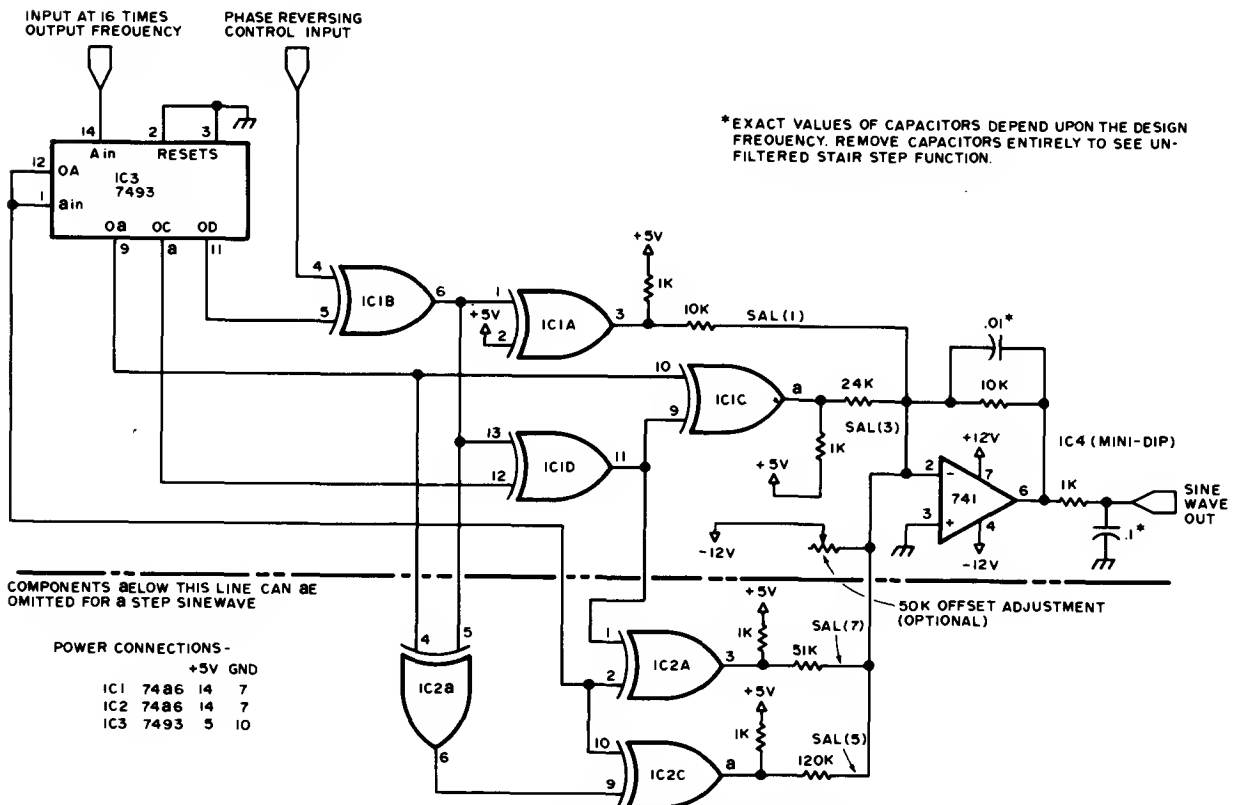 INPUT AT 16 TIMES
OUTPUT FREOUENCY
PHASE REVERSING
CONTROL INPUT
14
2
3
A in
RESETS
12
OA
IC3
7493
1
a in
Oa
OC
OD
9
a
11
*EXACT VALUES OF CAPACITORS DEPEND UPON THE DESIGN
FREOUENCY. REMOVE CAPACITORS ENTIRELY TO SEE UN-
FILTERED STAIR STEP FUNCTION.
4
5
IC1B
6
+5V
1
2
IC1A
3
+5V
1K
10K
SAL(1)
10
9
IC1C
a
24K
SAL(3)
1K
+5V
13
12
IC1D
11
.01*
10K
IC4 (MINI-DIP)
+12V
2
-
7
741
6
3
+
4
-12V
1K
.1*
SINE
WAVE
OUT
-12V
COMPONENTS aELOW THIS LINE CAN aE
OMITTED FOR a STEP SINEWAVE
50K OFFSET ADJUSTMENT
(OPTIONAL)
POWER CONNECTIONS-
+5V GND
IC1 74a6 14 7
IC2 74a6 14 7
IC3 7493 5 10
4
5
IC2a
6
1
2
IC2A
3
+5V
1K
51K
SAL(7)
10
9
IC2C
a
+5V
1K
120K
SAL(5)